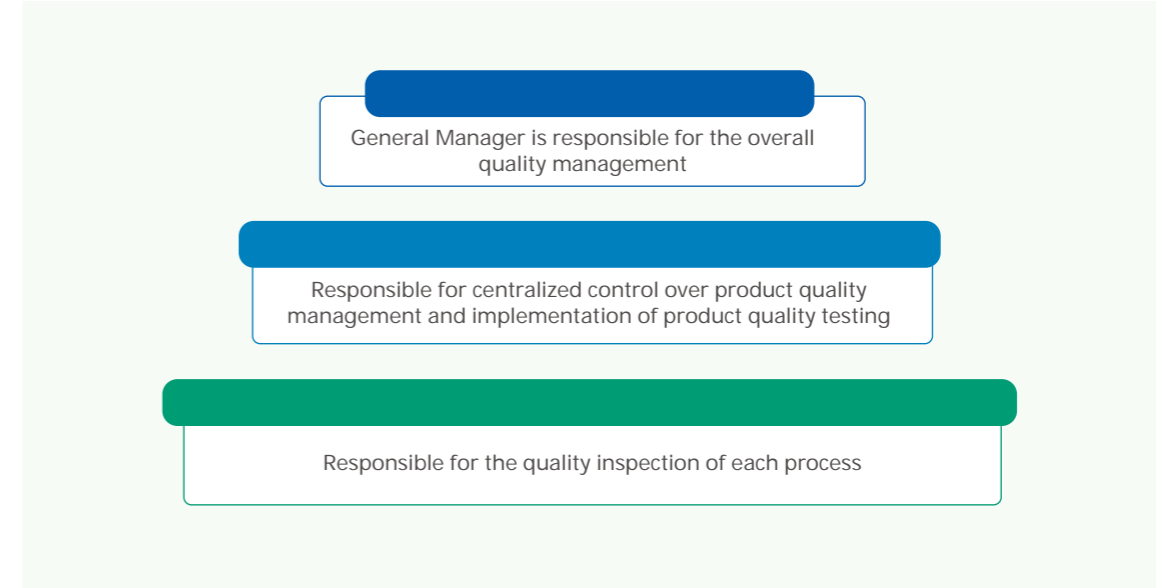 General Manager is responsible for the overall
quality management
Responsible for centralized control over product quality
management and implementation of product quality testing
Responsible for the quality inspection of each process